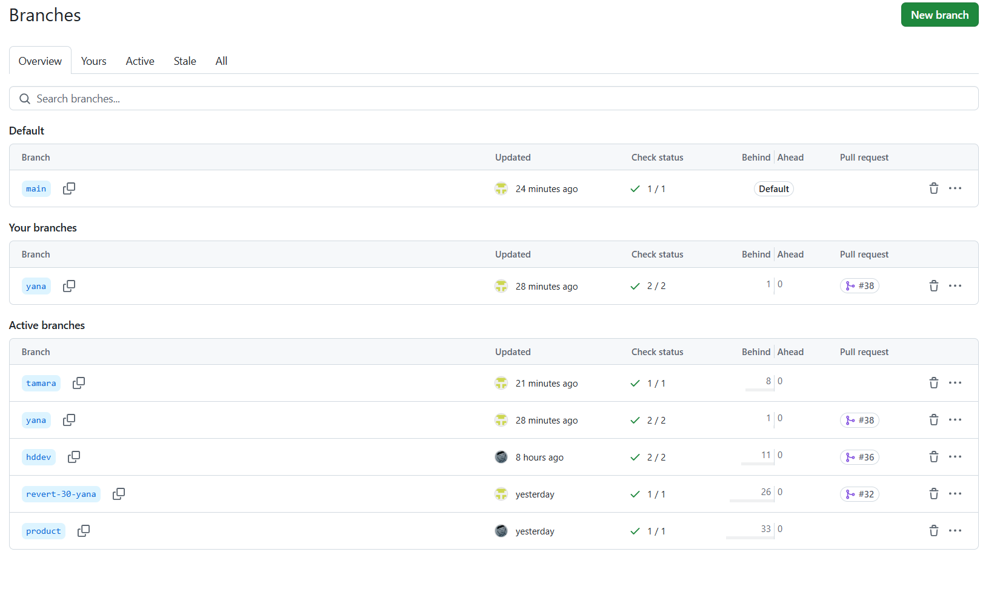 Branches
New branch
Overview Yours Active Stale All
Search branches...
Default
Branch Updated Check status Behind Ahead Pull request
main 24 minutes ago 1 / 1 Default
Your branches
Branch Updated Check status Behind Ahead Pull request
yana 28 minutes ago 2 / 2 1 0 #38
Active branches
Branch Updated Check status Behind Ahead Pull request
tamara 21 minutes ago 1 / 1 8 0
yana 28 minutes ago 2 / 2 1 0 #38
hddev 8 hours ago 2 / 2 11 0 #36
revert-30-yana yesterday 1 / 1 26 0 #32
product yesterday 1 / 1 33 0